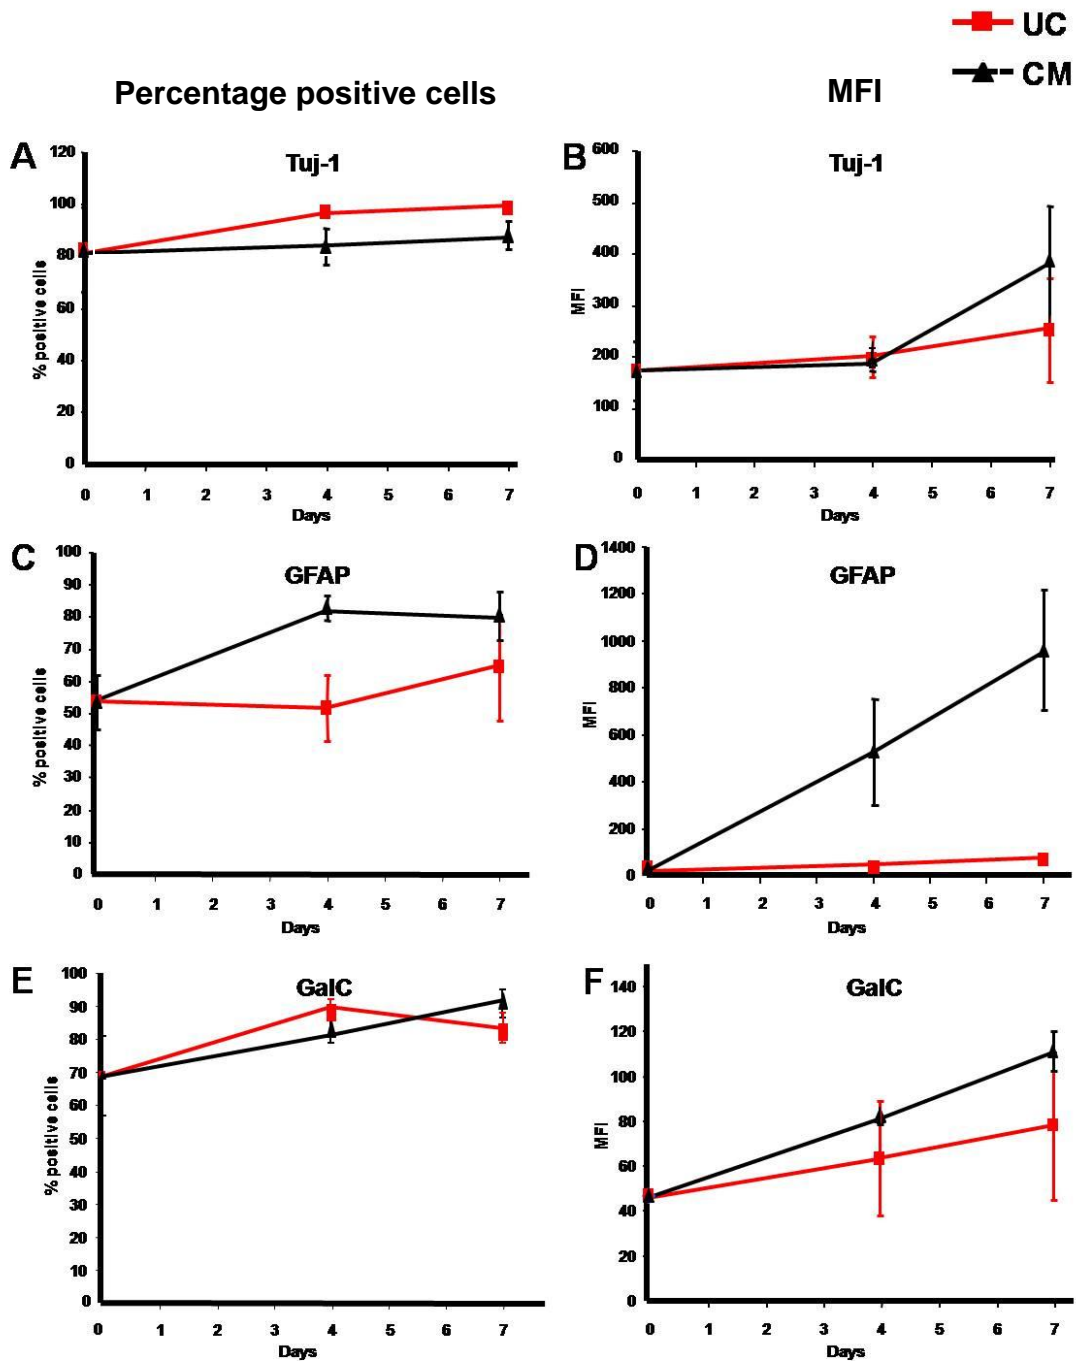 UC
CM
Percentage positive cells
MFI
A
Tuj-1
120
100
80
60
40
20
0
% positive cells
0 1 2 3 4 5 6 7
Days
B
Tuj-1
600
500
400
300
200
100
0
MFI
0 1 2 3 4 5 6 7
Days
C
GFAP
100
90
80
70
60
50
40
30
20
10
0
% positive cells
0 1 2 3 4 5 6 7
Days
D
GFAP
1400
1200
1000
800
600
400
200
0
MFI
0 1 2 3 4 5 6 7
Days
E
GalC
100
90
80
70
60
50
40
30
20
10
0
% positive cells
0 1 2 3 4 5 6 7
Days
F
GalC
140
120
100
80
60
40
20
0
MFI
0 1 2 3 4 5 6 7
Days